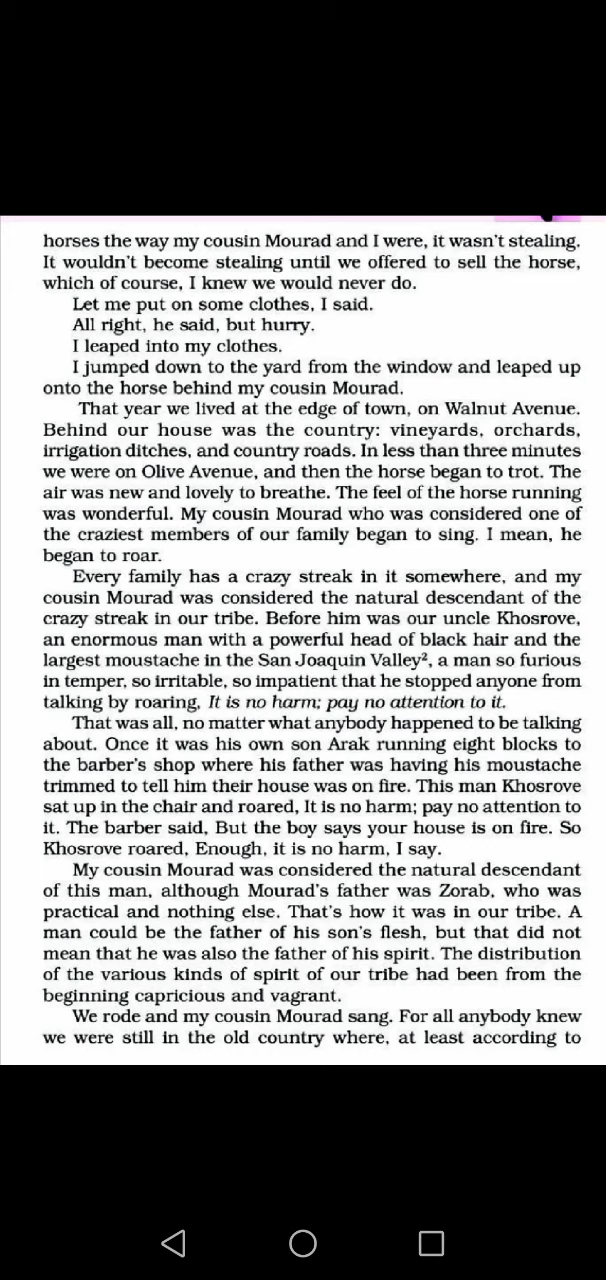 horses the way my cousin Mourad and I were, it wasn't stealing.
It wouldn't become stealing until we offered to sell the horse,
which of course, I knew we would never do.
Let me put on some clothes, I said.
All right, he said, but hurry.
I leaped into my clothes.
I jumped down to the yard from the window and leaped up
onto the horse behind my cousin Mourad.
That year we lived at the edge of town, on Walnut Avenue.
Behind our house was the country: vineyards, orchards,
irrigation ditches, and country roads. In less than three minutes
we were on Olive Avenue, and then the horse began to trot. The
air was new and lovely to breathe. The feel of the horse running
was wonderful. My cousin Mourad who was considered one of
the craziest members of our family began to sing. I mean, he
began to roar.
Every family has a crazy streak in it somewhere, and my
cousin Mourad was considered the natural descendant of the
crazy streak in our tribe. Before him was our uncle Khosrove,
an enormous man with a powerful head of black hair and the
largest moustache in the San Joaquin Valley², a man so furious
in temper, so irritable, so impatient that he stopped anyone from
talking by roaring, It is no harm; pay no attention to it.
That was all, no matter what anybody happened to be talking
about. Once it was his own son Arak running eight blocks to
the barber's shop where his father was having his moustache
trimmed to tell him their house was on fire. This man Khosrove
sat up in the chair and roared, It is no harm; pay no attention to
it. The barber said, But the boy says your house is on fire. So
Khosrove roared, Enough, it is no harm, I say.
My cousin Mourad was considered the natural descendant
of this man, although Mourad's father was Zorab, who was
practical and nothing else. That's how it was in our tribe. A
man could be the father of his son's flesh, but that did not
mean that he was also the father of his spirit. The distribution
of the various kinds of spirit of our tribe had been from the
beginning capricious and vagrant.
We rode and my cousin Mourad sang. For all anybody knew
we were still in the old country where, at least according to